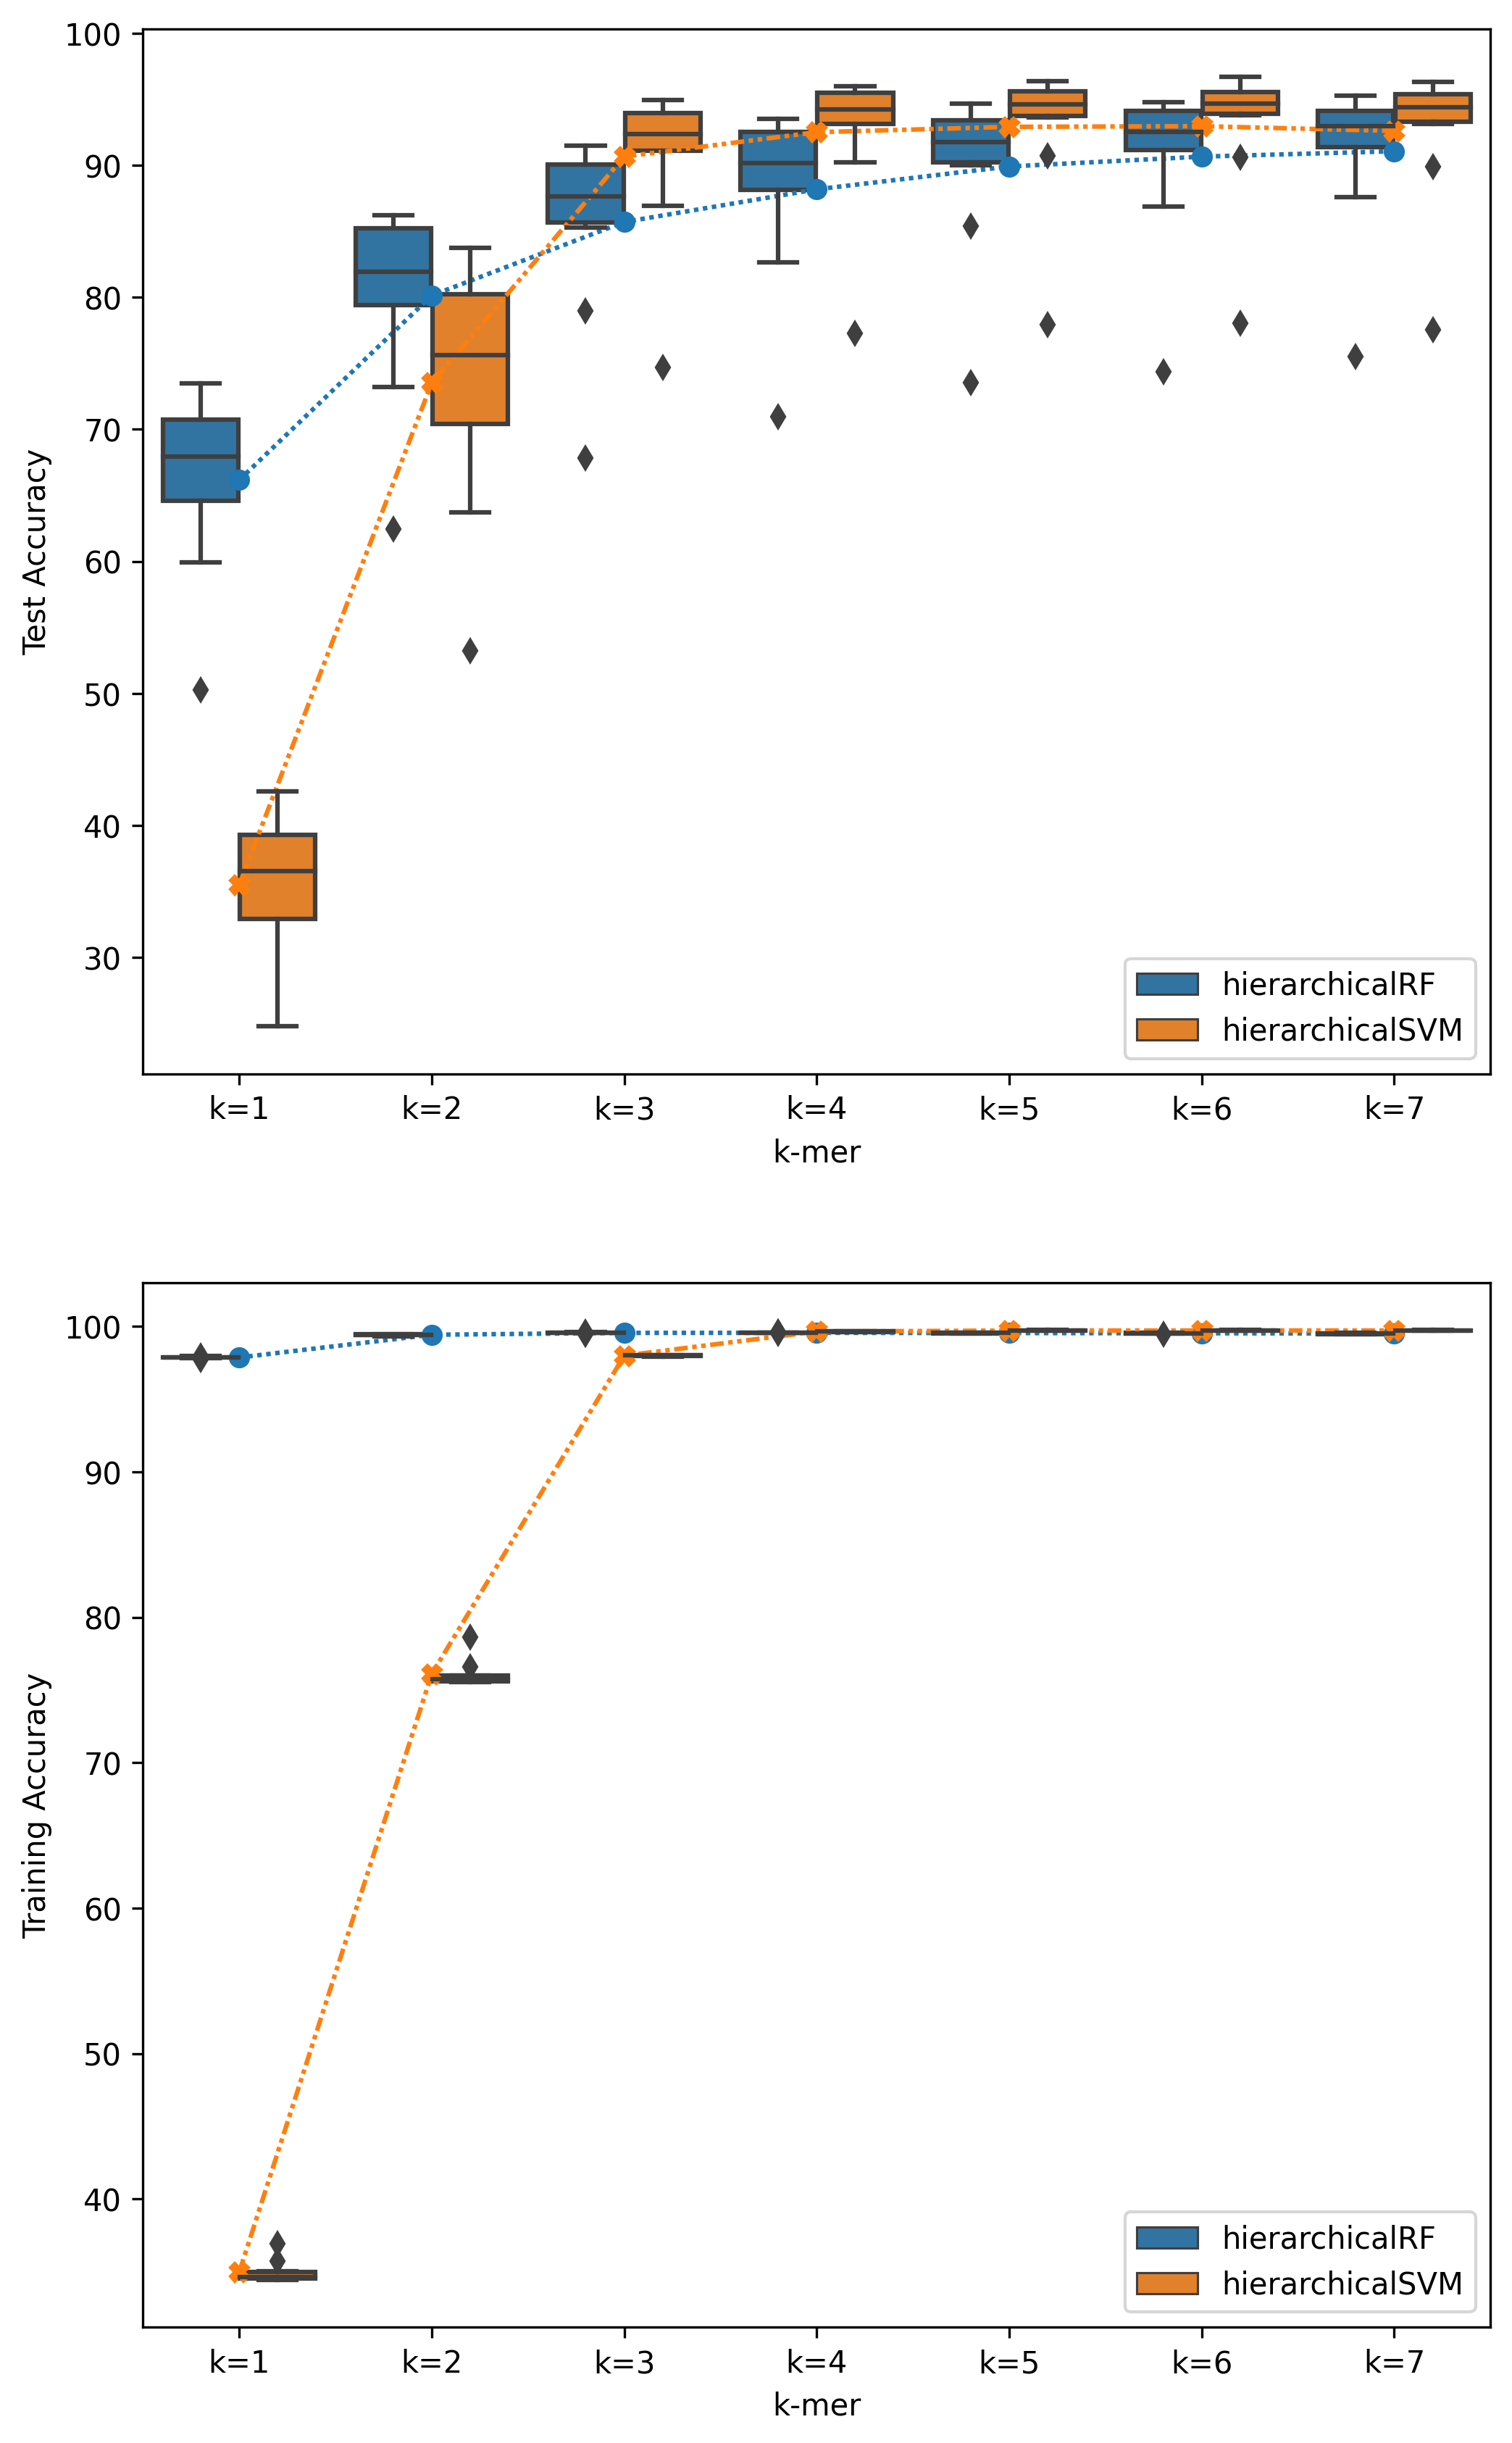 100
90
80
70
60
50
40
30
Test Accuracy
hierarchicalRF
hierarchicalSVM
k=1 k=2 k=3 k=4 k=5 k=6 k=7
k-mer
100
90
80
70
60
50
40
Training Accuracy
hierarchicalRF
hierarchicalSVM
k=1 k=2 k=3 k=4 k=5 k=6 k=7
k-mer